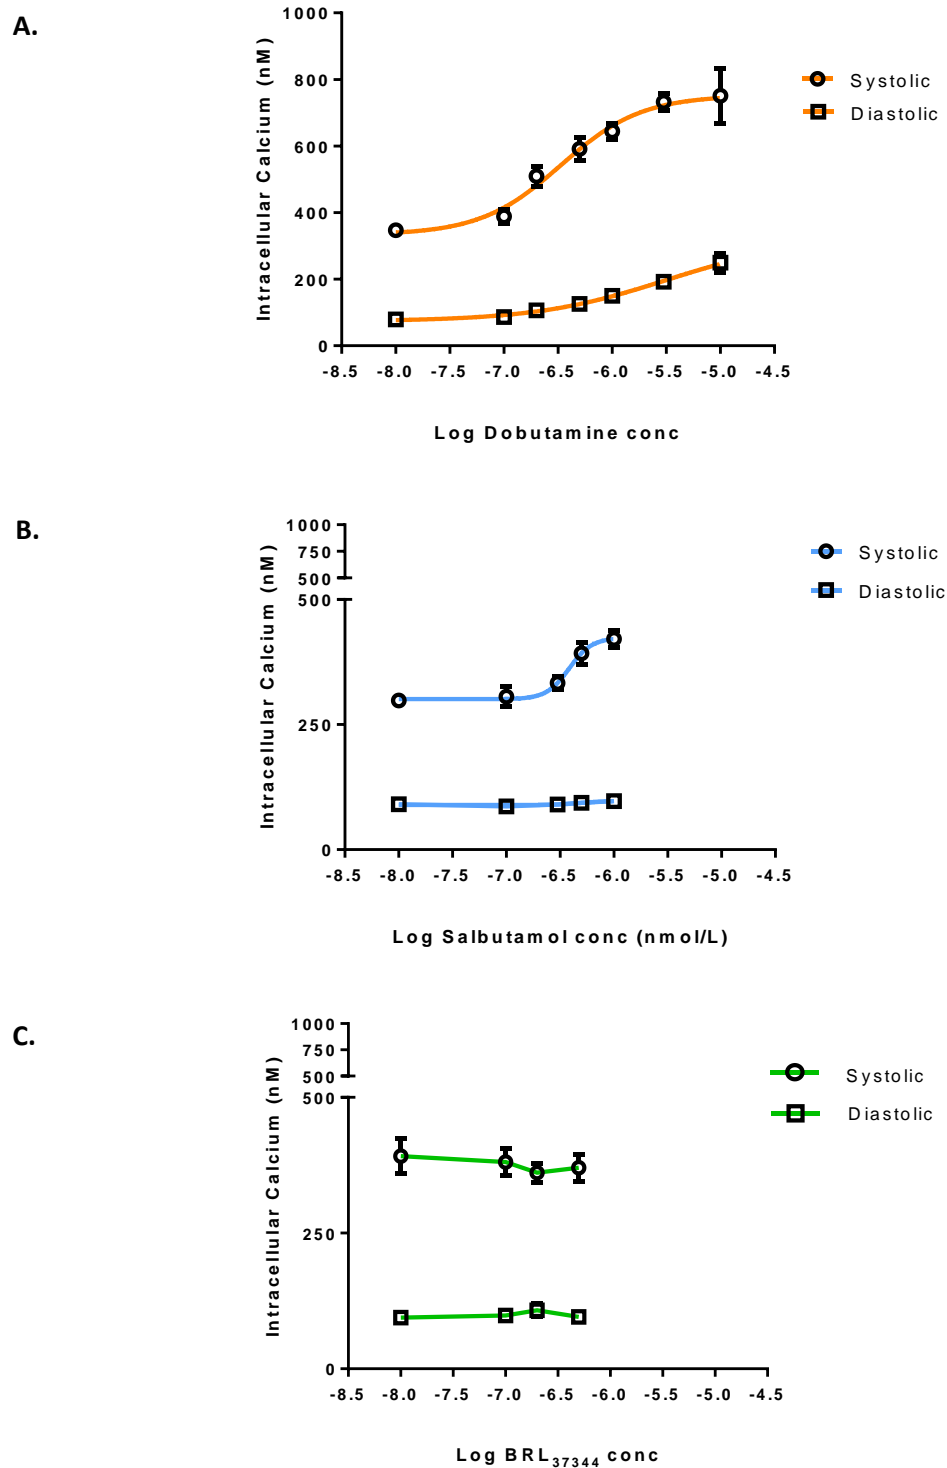 A.
Intracellular Calcium (nM)
1000
800
600
400
200
0
-8.5 -8.0 -7.5 -7.0 -6.5 -6.0 -5.5 -5.0 -4.5
Log Dobutamine conc
Systolic
Diastolic
B.
Intracellular Calcium (nM)
1000
750
500
500
250
0
-8.5 -8.0 -7.5 -7.0 -6.5 -6.0 -5.5 -5.0 -4.5
Log Salbutamol conc (nmol/L)
Systolic
Diastolic
C.
Intracellular Calcium (nM)
1000
750
500
500
250
0
-8.5 -8.0 -7.5 -7.0 -6.5 -6.0 -5.5 -5.0 -4.5
Log BRL37344 conc
Systolic
Diastolic